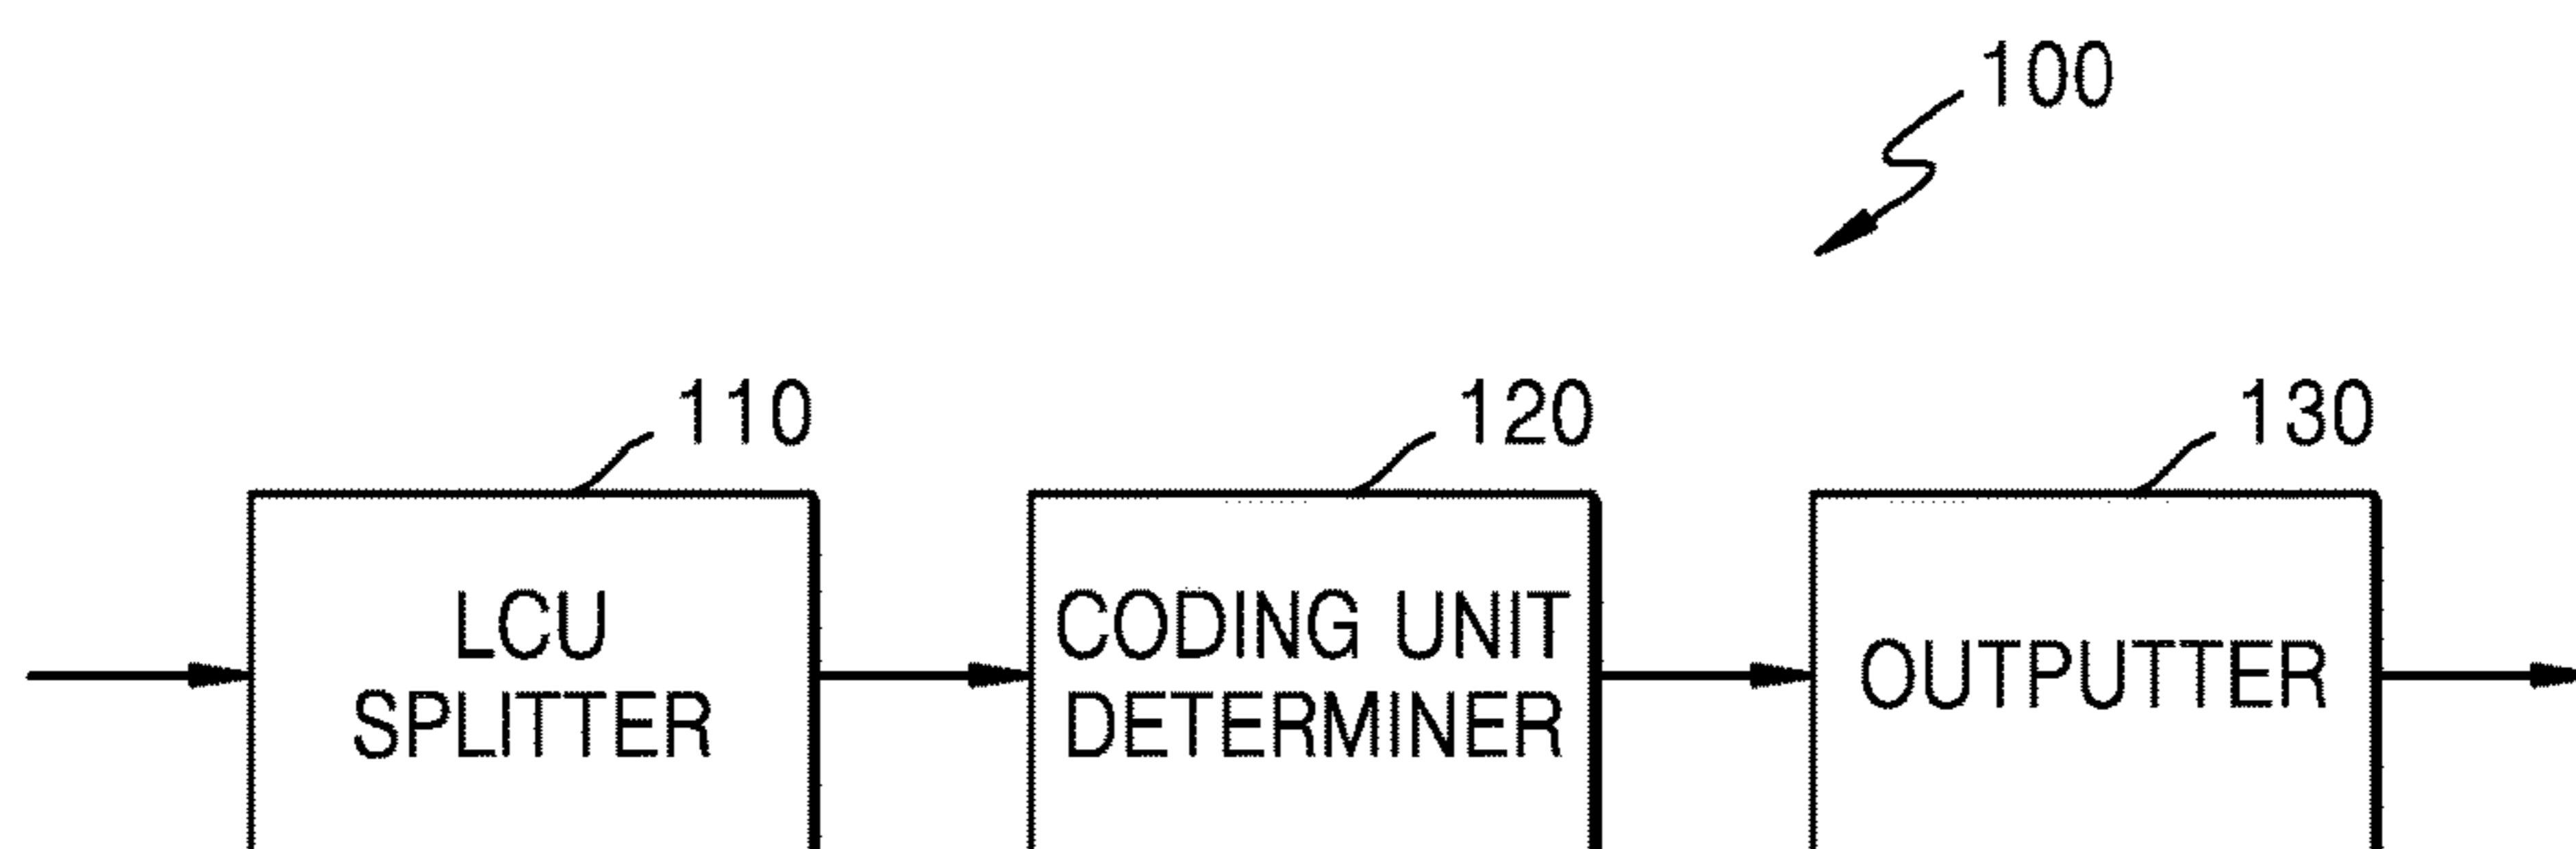 100
110
120
130
LCU
SPLITTER
CODING UNIT
DETERMINER
OUTPUTTER